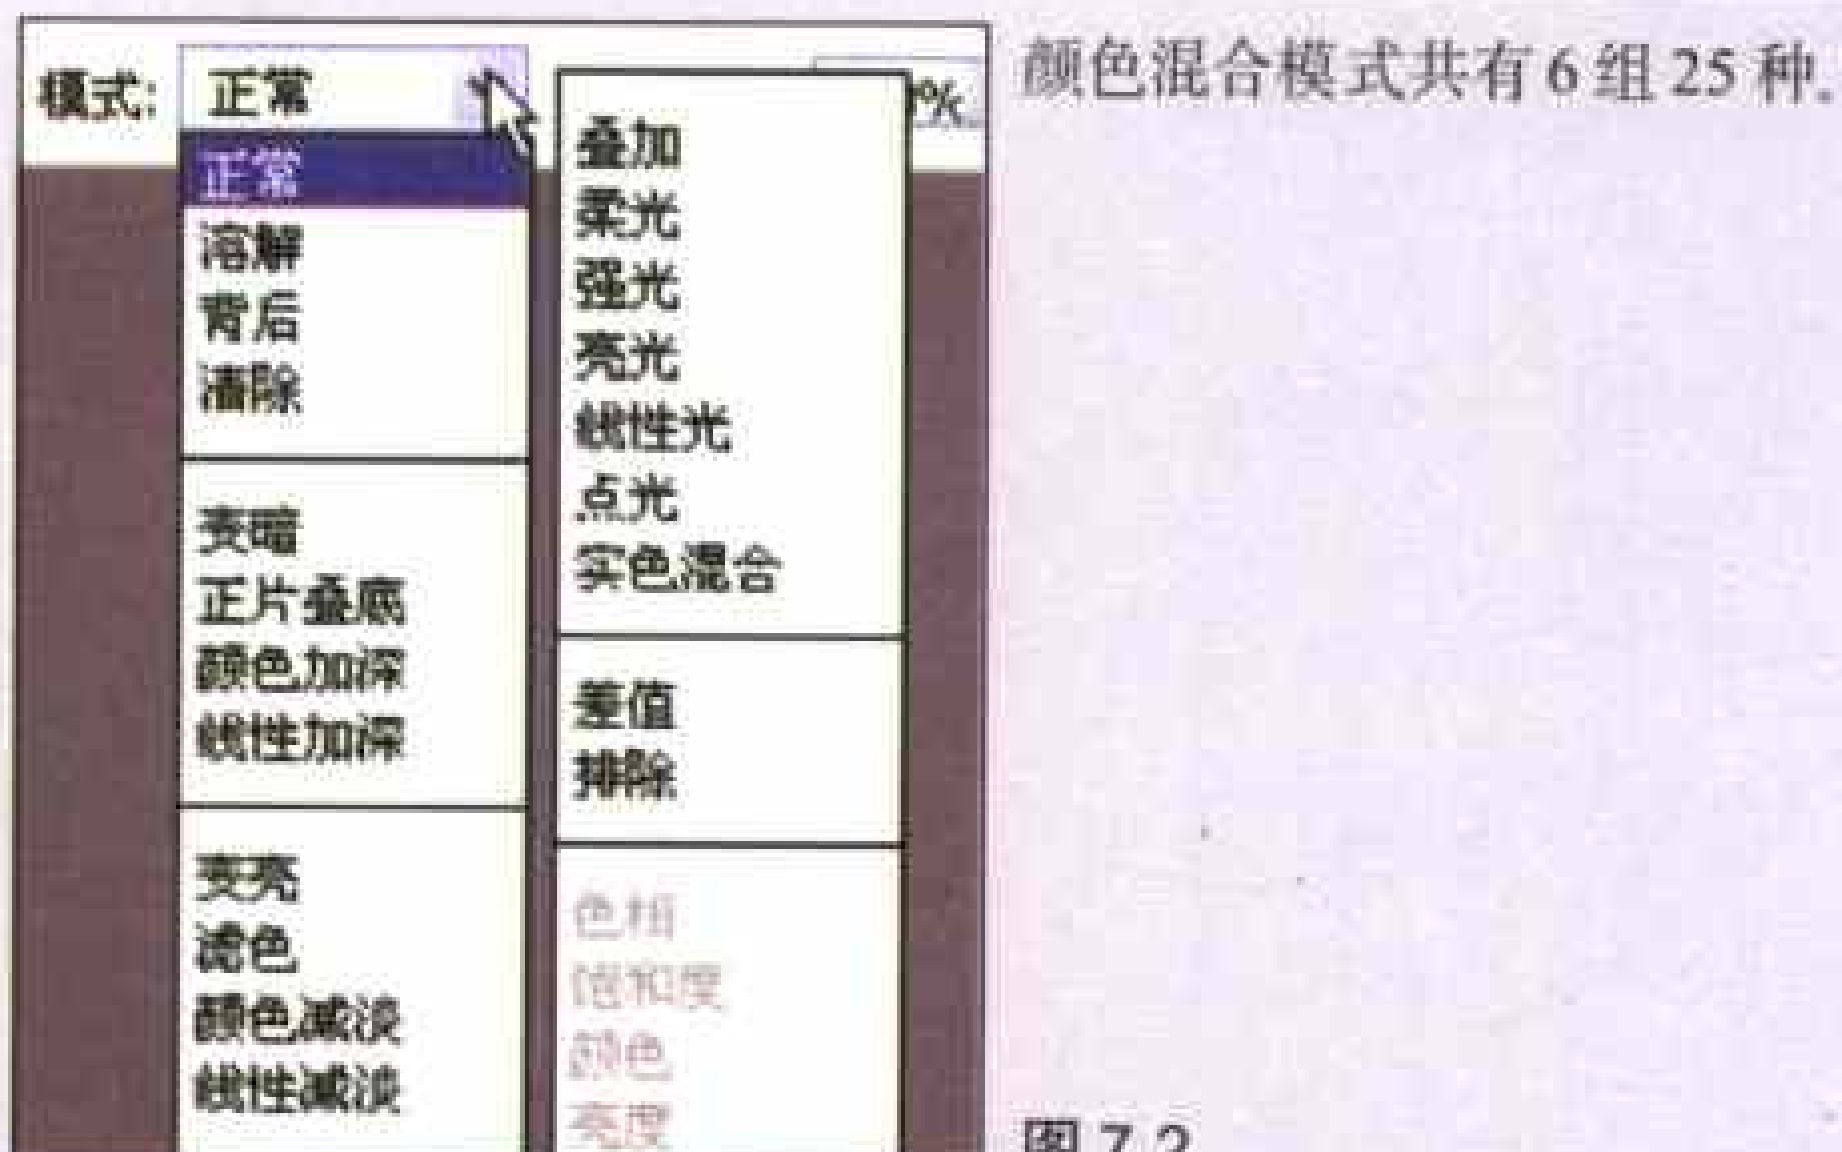 模式: 正常
%
正常
溶解
背后
清除
变暗
正片叠底
颜色加深
线性加深
变亮
滤色
颜色减淡
线性减淡
叠加
柔光
强光
亮光
线性光
点光
实色混合
差值
排除
色相
饱和度
颜色
亮度
颜色混合模式共有 6 组 25 种。
图 7.2